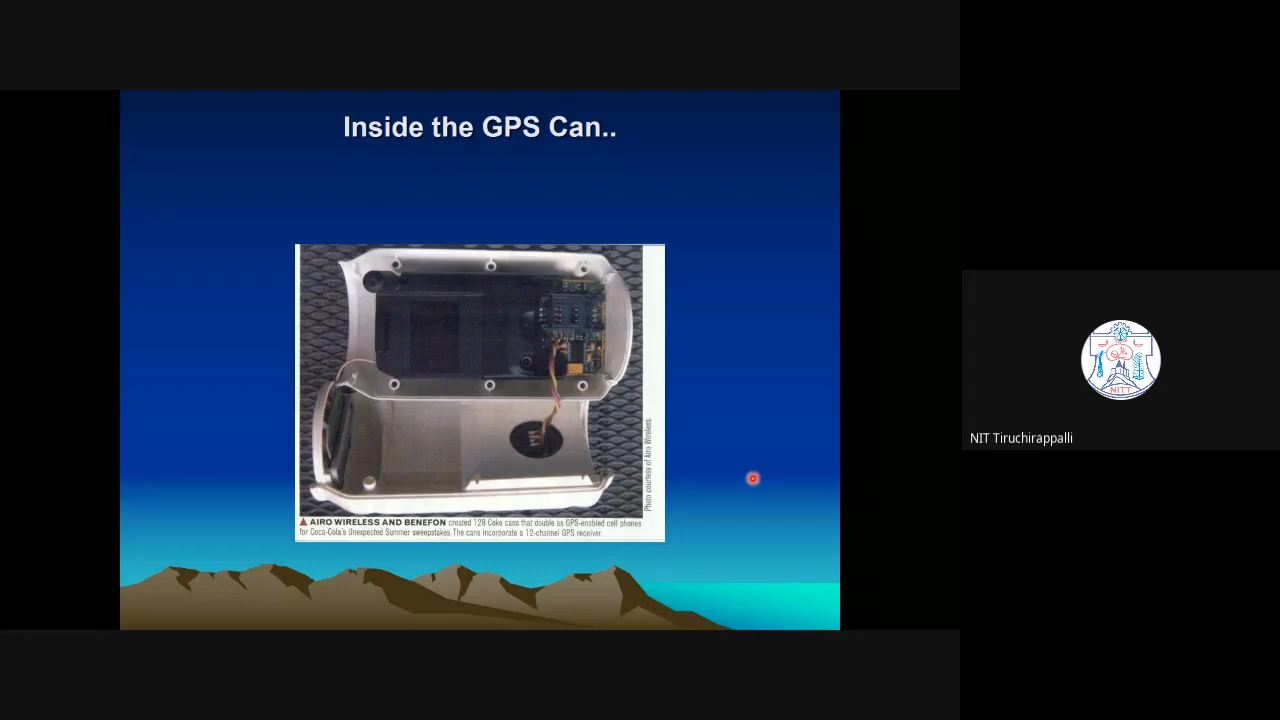 Inside the GPS Can..
Photo courtesy of Airo Wireless.
▲ AIRO WIRELESS AND BENEFON created 128 Coke cans that double as GPS-enabled cell phones
for Coca-Cola's Unexpected Summer sweepstakes. The cans incorporate a 12-channel GPS receiver.
NITT
NIT Tiruchirappalli